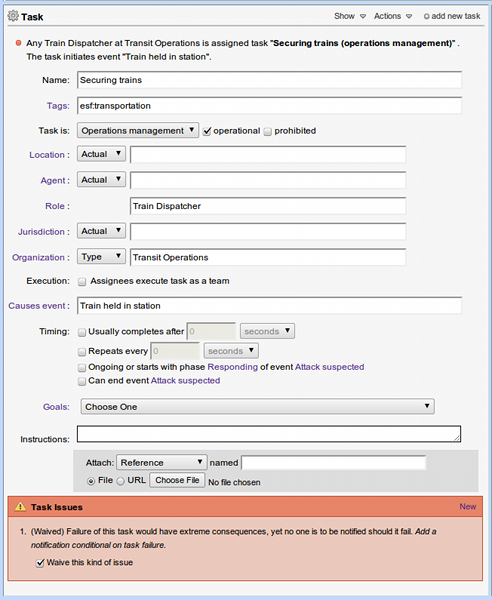 Task Show Actions add new task
Any Train Dispatcher at Transit Operations is assigned task "Securing trains (operations management)" .
The task initiates event "Train held in station".
Name: Securing trains
Tags: esf:transportation
Task is: Operations management operational prohibited
Location : Actual
Agent : Actual
Role : Train Dispatcher
Jurisdiction : Actual
Organization : Type Transit Operations
Execution: Assignees execute task as a team
Causes event : Train held in station
Timing: Usually completes after 0 seconds
Repeats every 0 seconds
Ongoing or starts with phase Responding of event Attack suspected
Can end event Attack suspected
Goals: Choose One
Instructions:
Attach: Reference named
File URL Choose File No file chosen
Task Issues New
1. (Waived) Failure of this task would have extreme consequences, yet no one is to be notified should it fail. Add a
notification conditional on task failure.
Waive this kind of issue